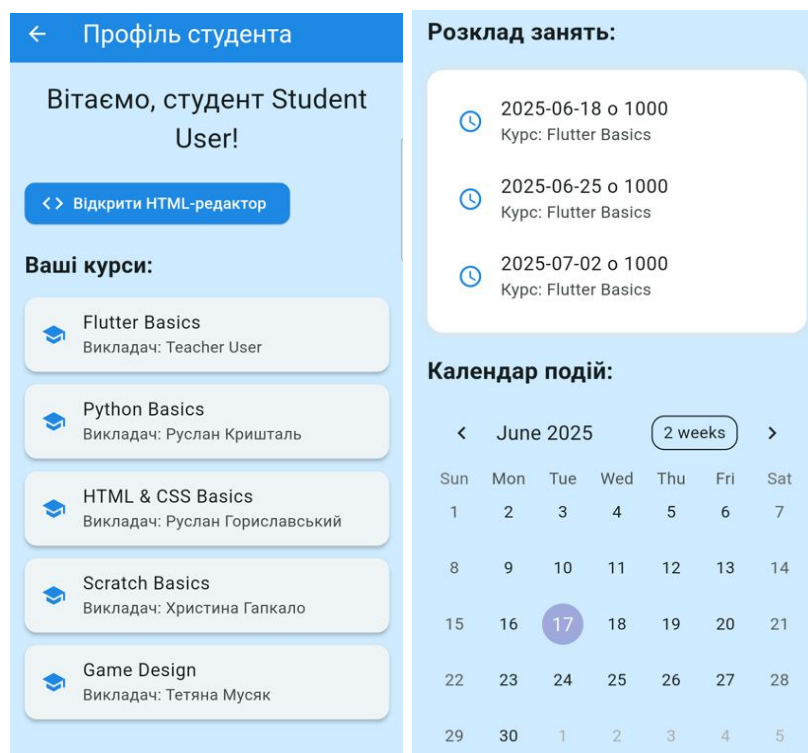 Профіль студента
Вітаємо, студент Student
User!
Відкрити HTML-редактор
Ваші курси:
Flutter Basics
Викладач: Teacher User
Python Basics
Викладач: Руслан Кришталь
HTML & CSS Basics
Викладач: Руслан Гориславський
Scratch Basics
Викладач: Христина Гапкало
Game Design
Викладач: Тетяна Мусяк
Розклад занять:
2025-06-18 о 1000
Курс: Flutter Basics
2025-06-25 о 1000
Курс: Flutter Basics
2025-07-02 о 1000
Курс: Flutter Basics
Календар подій:
June 2025 2 weeks
Sun Mon Tue Wed Thu Fri Sat
1 2 3 4 5 6 7
8 9 10 11 12 13 14
15 16 17 18 19 20 21
22 23 24 25 26 27 28
29 30 1 2 3 4 5